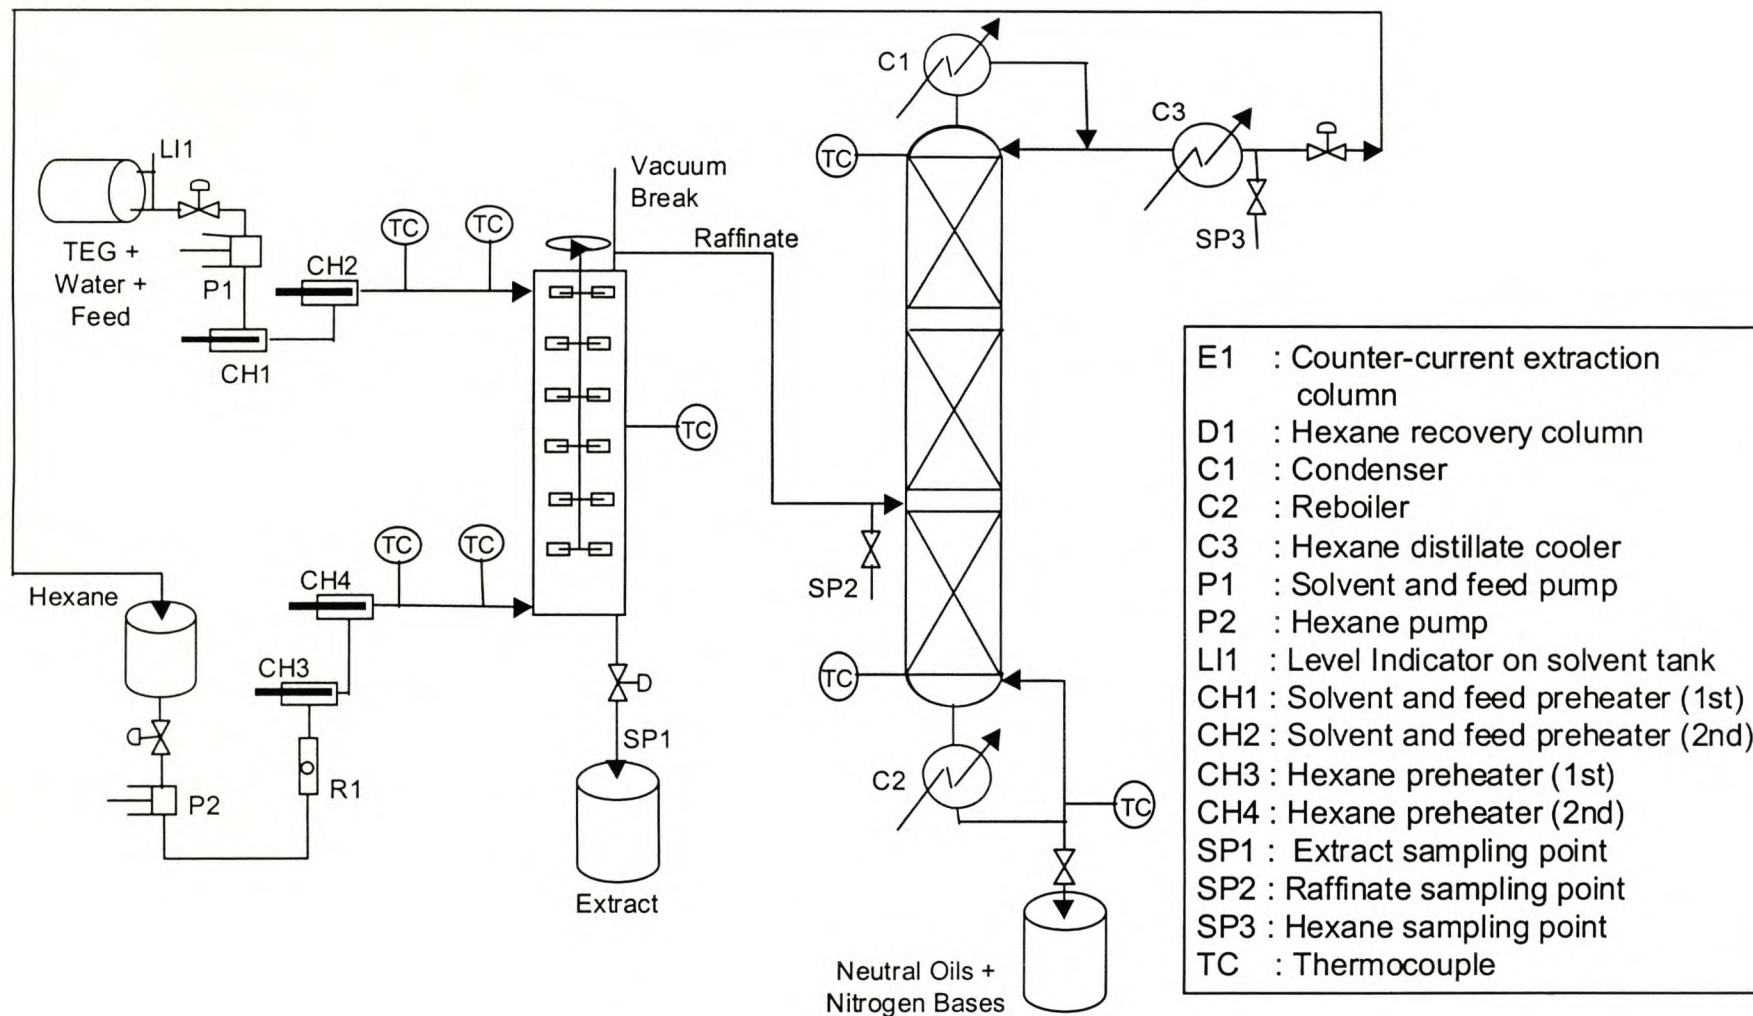 C1
C3
LI1
TC
Vacuum
Break
SP3
TEG +
Water +
Feed
TC
TC
Raffinate
P1
CH2
CH1
TC
TC
TC
Hexane
CH4
SP2
CH3
TC
SP1
R1
P2
C2
TC
Extract
Neutral Oils +
Nitrogen Bases
E1 : Counter-current extraction
column
D1 : Hexane recovery column
C1 : Condenser
C2 : Reboiler
C3 : Hexane distillate cooler
P1 : Solvent and feed pump
P2 : Hexane pump
LI1 : Level Indicator on solvent tank
CH1 : Solvent and feed preheater (1st)
CH2 : Solvent and feed preheater (2nd)
CH3 : Hexane preheater (1st)
CH4 : Hexane preheater (2nd)
SP1 : Extract sampling point
SP2 : Raffinate sampling point
SP3 : Hexane sampling point
TC : Thermocouple